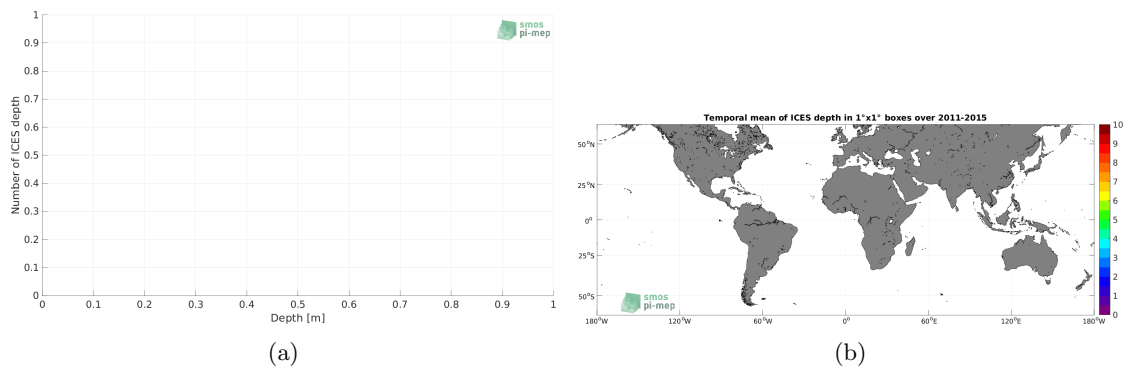 1
0.9
0.8
0.7
0.6
0.5
0.4
0.3
0.2
0.1
0
Number of ICES depth
0 0.1 0.2 0.3 0.4 0.5 0.6 0.7 0.8 0.9 1
Depth [m]
smos
pi-mep
(a)
Temporal mean of ICES depth in 1°x1° boxes over 2011-2015
50°N
25°N
0°
25°S
50°S
180°W 120°W 60°W 0° 60°E 120°E 180°W
smos
pi-mep
10
9
8
7
6
5
4
3
2
1
0
(b)